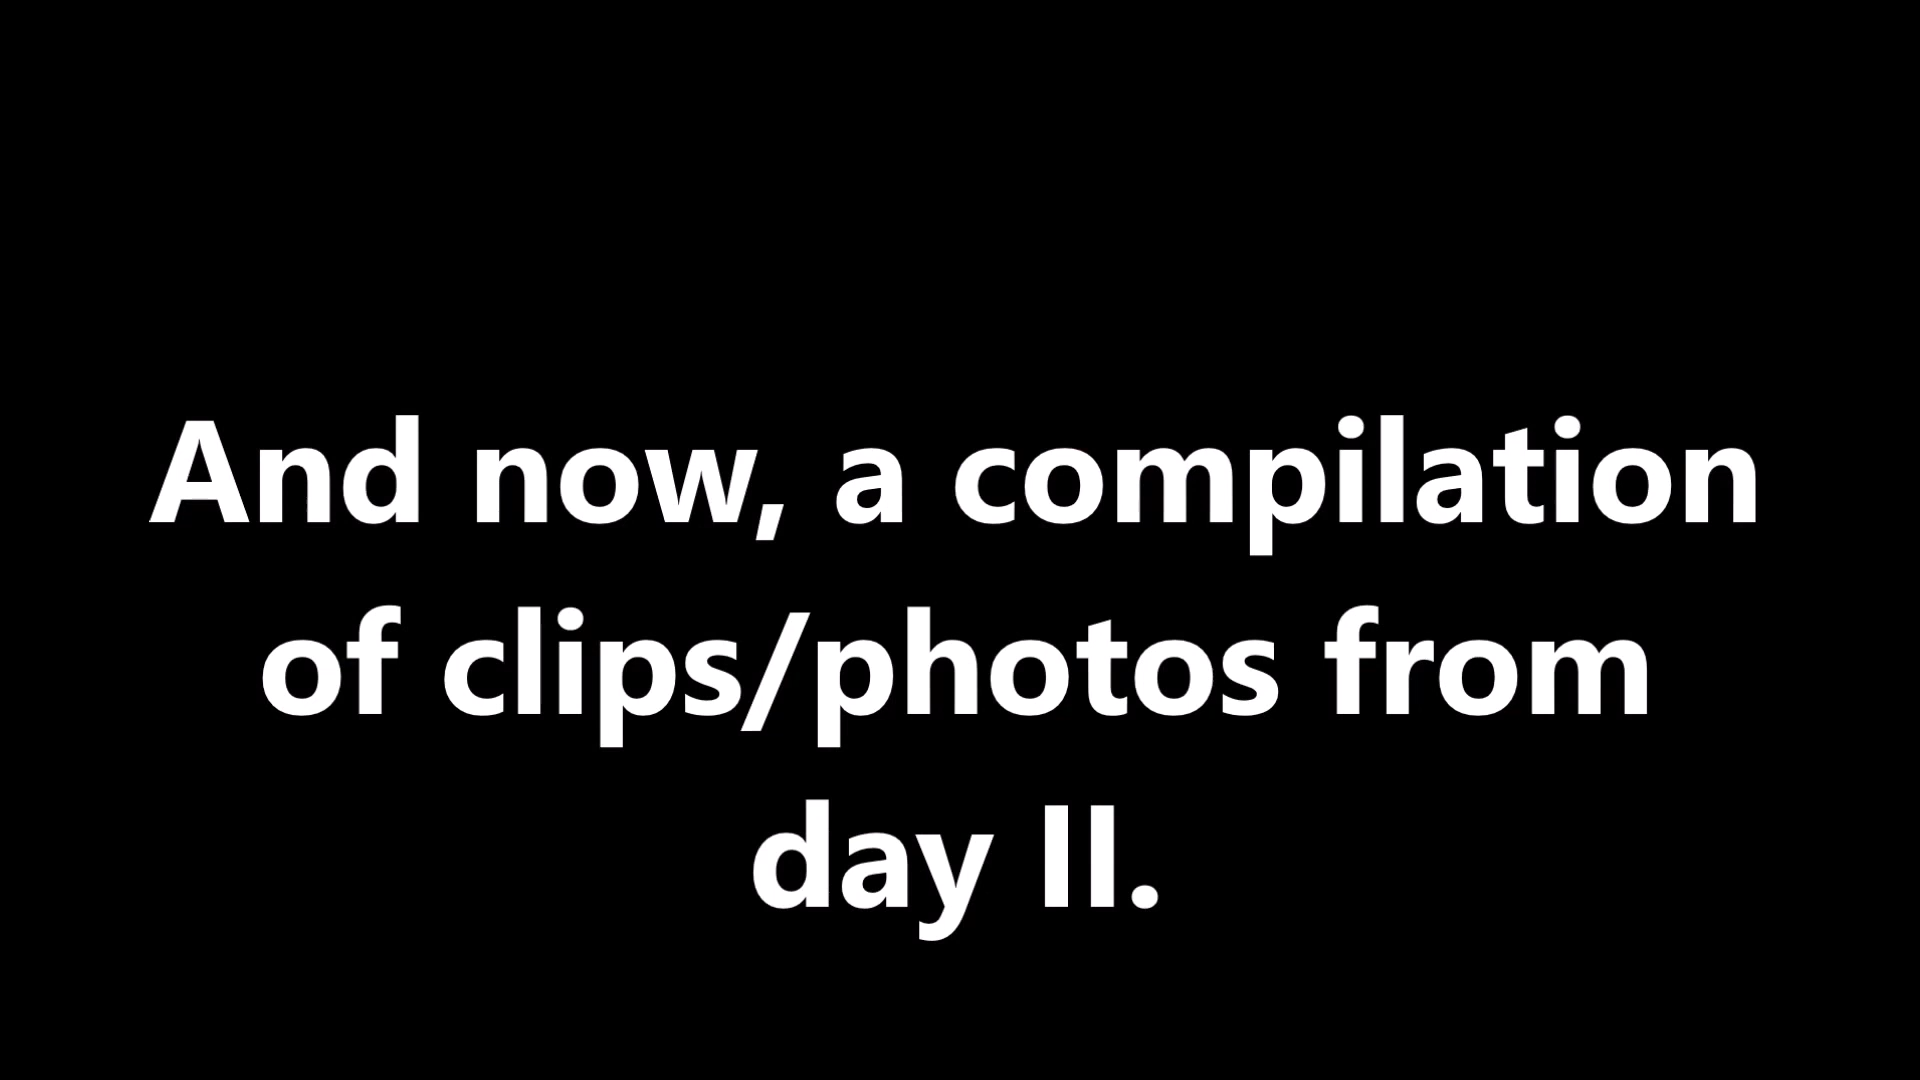 And now, a compilation
of clips/photos from
day II.